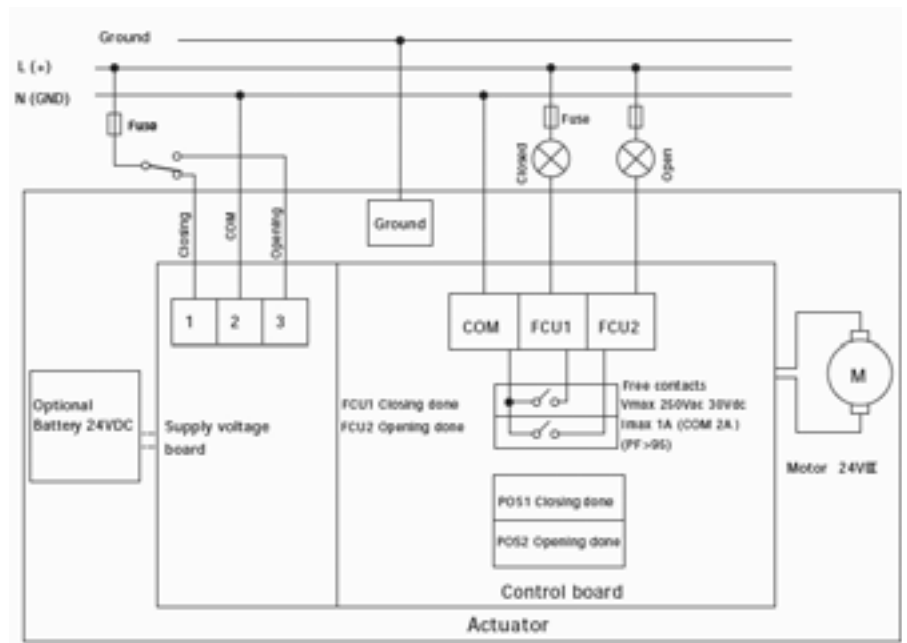 Ground
L (+)
N (GND)
Fuse
Fuse
Closed
Open
Closing
COM
Opening
Ground
1
2
3
COM
FCU1
FCU2
Optional
Battery 24VDC
Supply voltage
board
FCU1 Closing done
FCU2 Opening done
Free contacts
Vmax 250Vac 30Vdc
Imax 1A (COM 2A)
(PF>95)
M
Motor 24V
POS1 Closing done
POS2 Opening done
Control board
Actuator